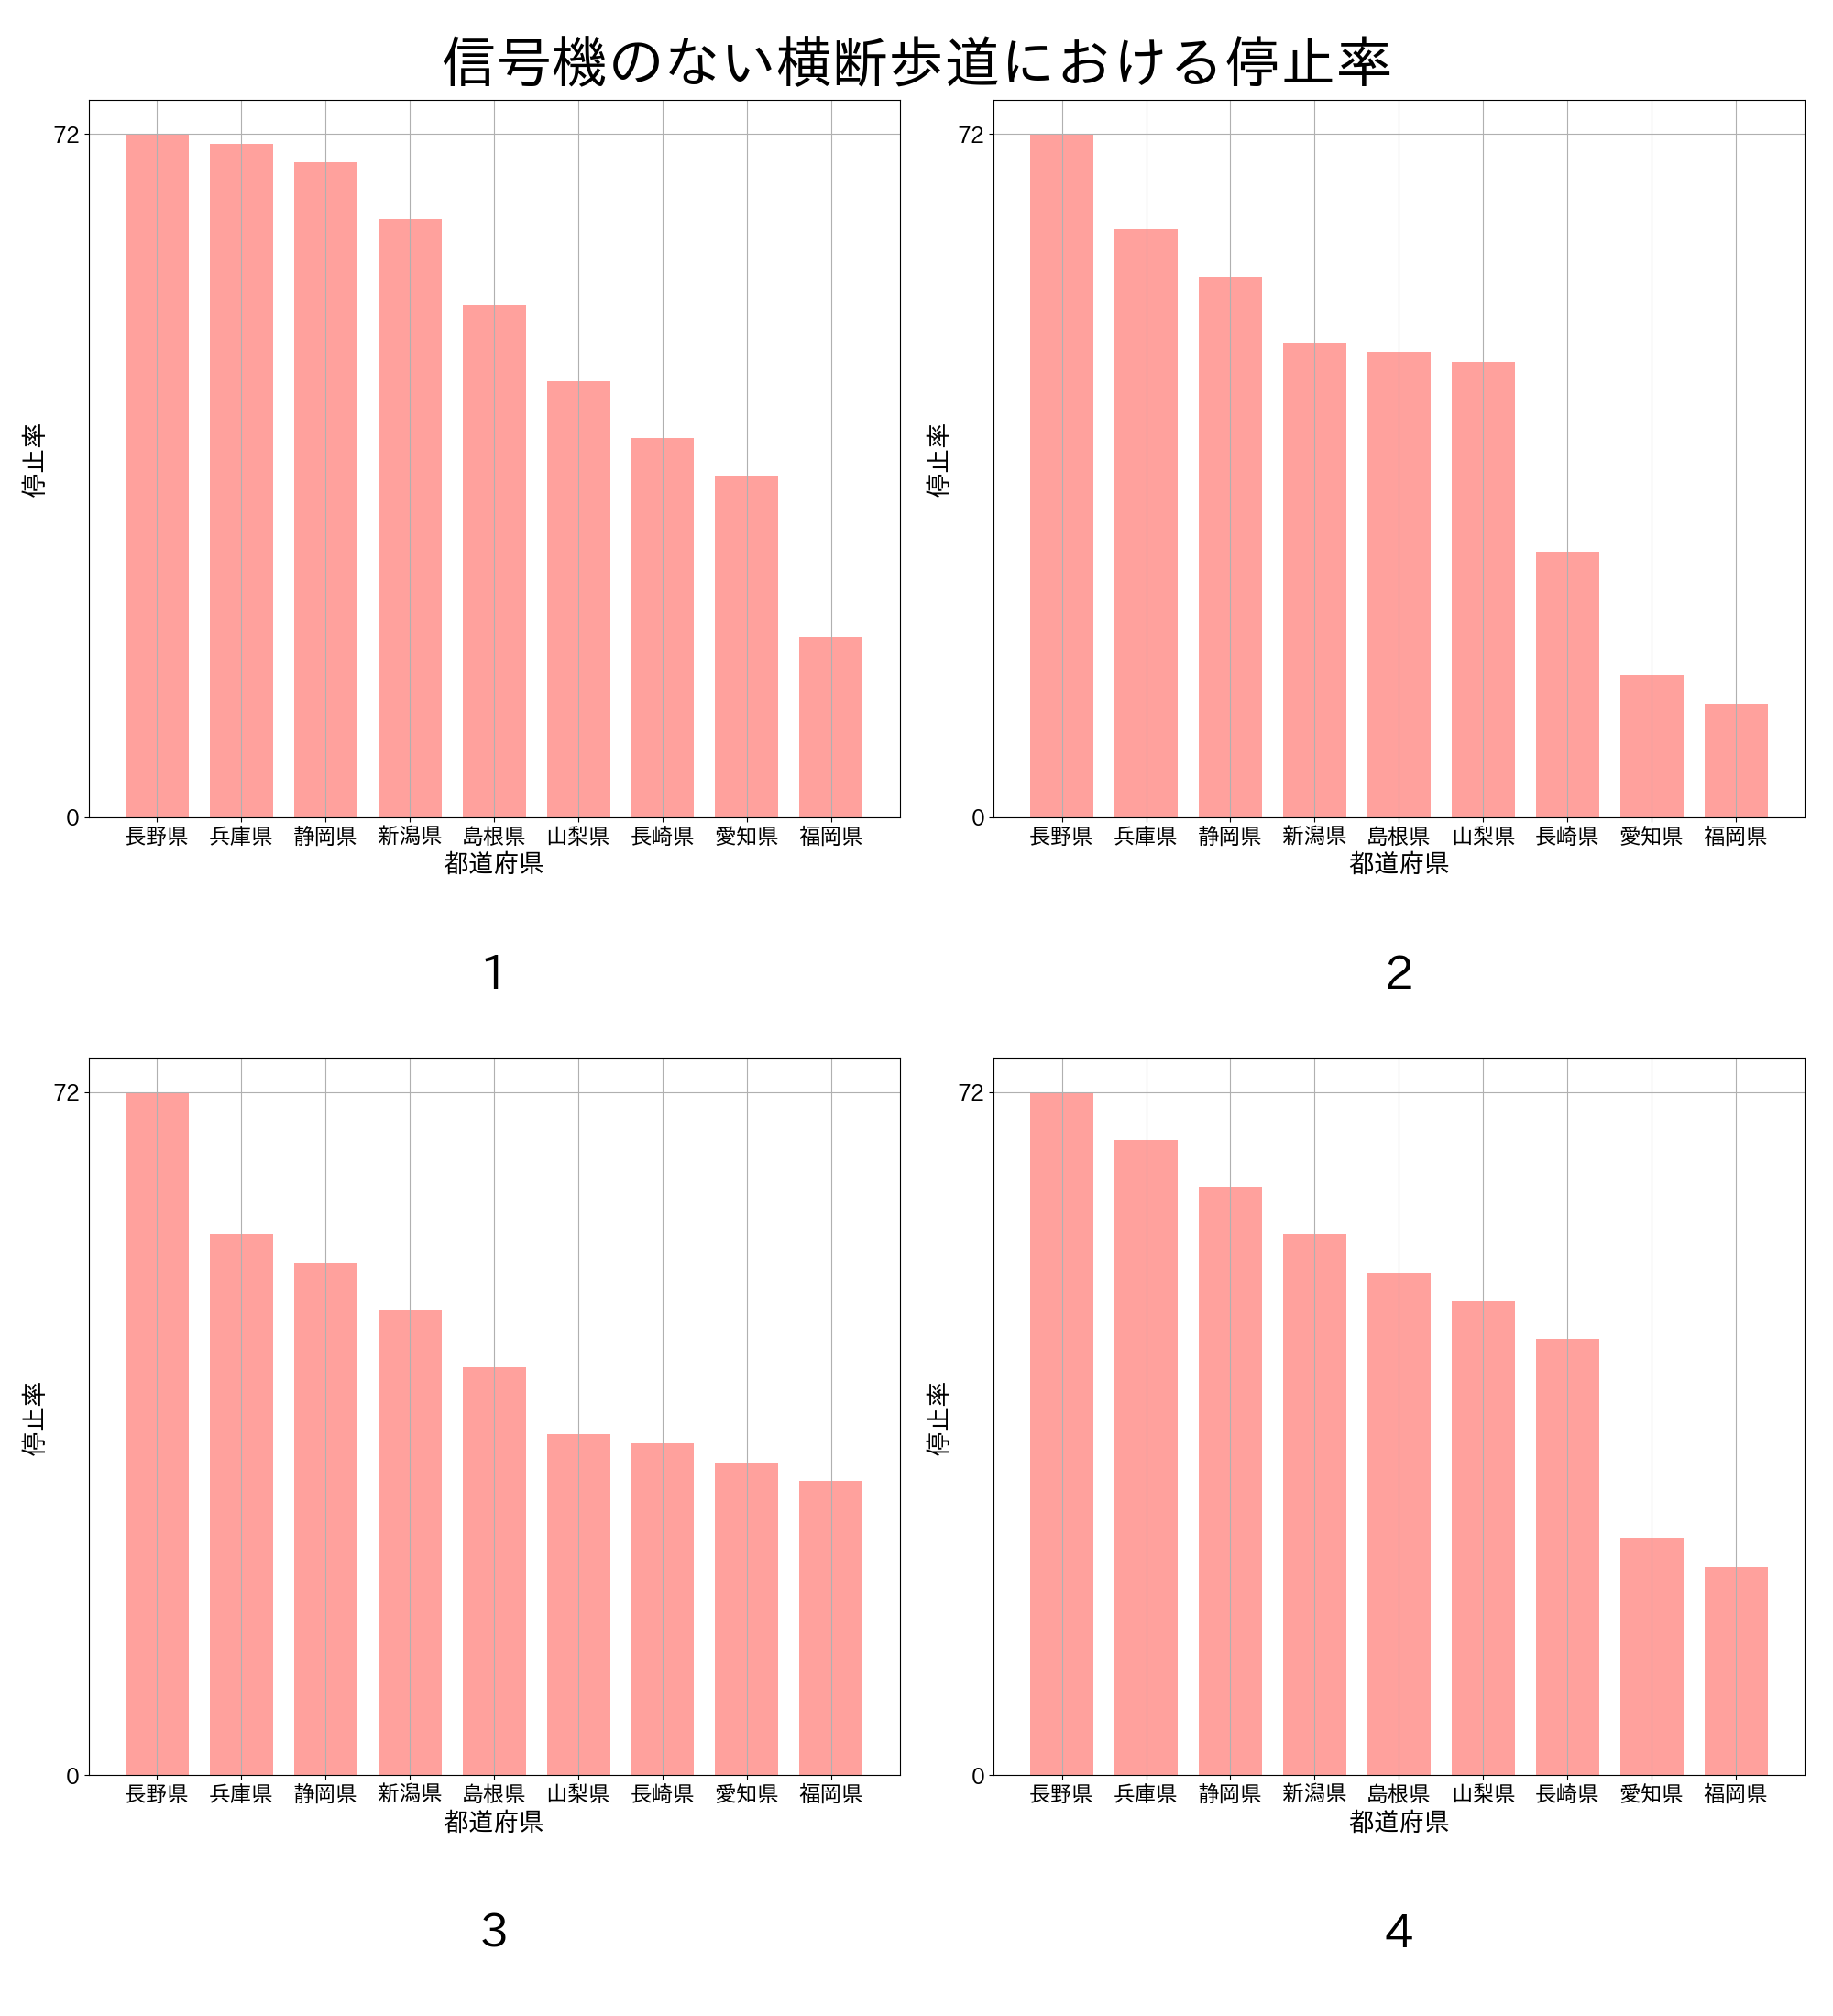 信号機のない横断歩道における停止率
72
0
停止率
長野県 兵庫県 静岡県 新潟県 島根県 山梨県 長崎県 愛知県 福岡県
都道府県
1
72
0
停止率
長野県 兵庫県 静岡県 新潟県 島根県 山梨県 長崎県 愛知県 福岡県
都道府県
2
72
0
停止率
長野県 兵庫県 静岡県 新潟県 島根県 山梨県 長崎県 愛知県 福岡県
都道府県
3
72
0
停止率
長野県 兵庫県 静岡県 新潟県 島根県 山梨県 長崎県 愛知県 福岡県
都道府県
4